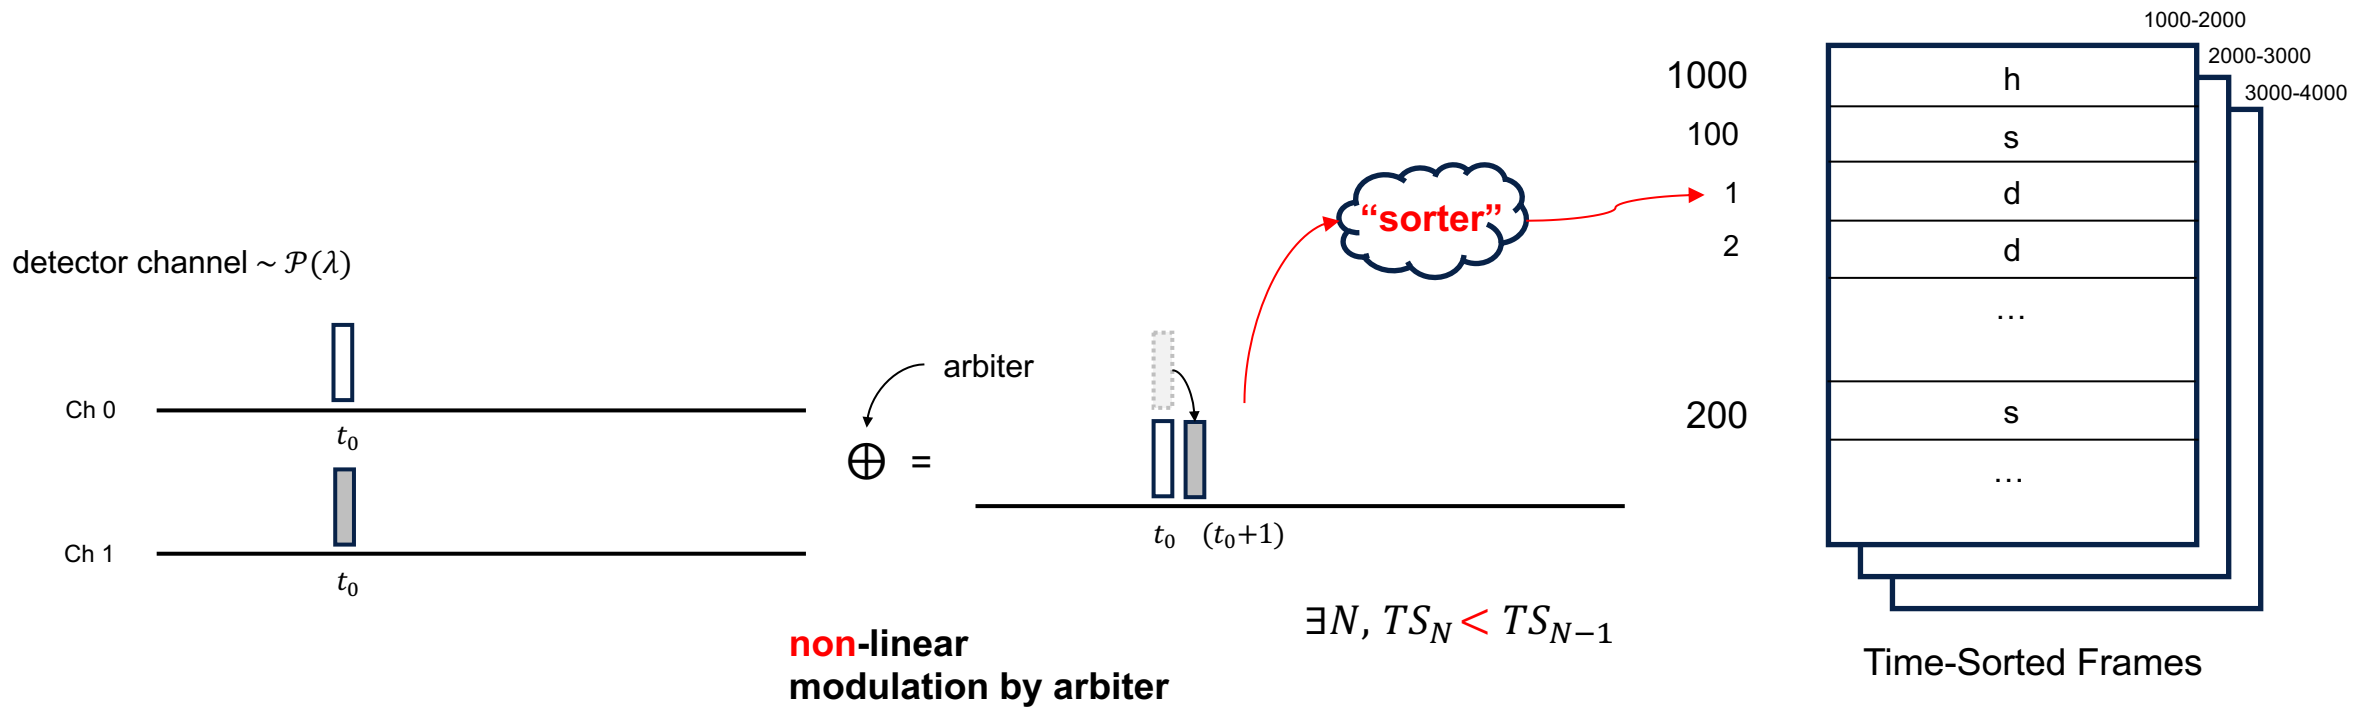 detector channel ~ 𝒫(λ)
Ch 0
t₀
Ch 1
t₀
arbiter
⊕ =
t₀ (t₀+1)
non-linear
modulation by arbiter
∃N, TS_N < TS_{N−1}
“sorter”
1000
100
1
2
200
1000-2000
2000-3000
3000-4000
h
s
d
d
…
s
…
Time-Sorted Frames